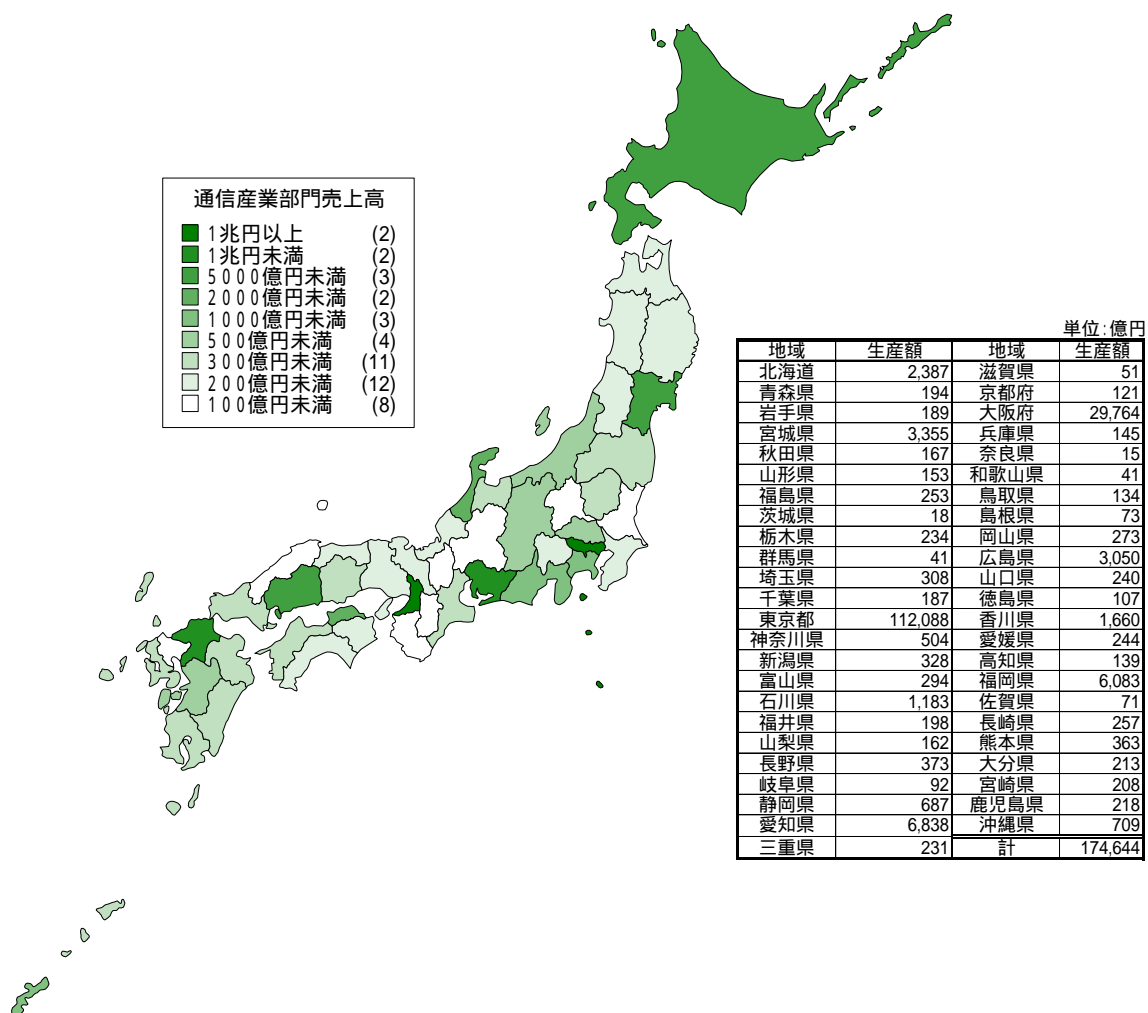 通信産業部門売上高
1兆円以上 (2)
1兆円未満 (2)
5000億円未満 (3)
2000億円未満 (2)
1000億円未満 (3)
500億円未満 (4)
300億円未満 (11)
200億円未満 (12)
100億円未満 (8)
単位:億円
地域 生産額 地域 生産額
北海道 2,387 滋賀県 51
青森県 194 京都府 121
岩手県 189 大阪府 29,764
宮城県 3,355 兵庫県 145
秋田県 167 奈良県 15
山形県 153 和歌山県 41
福島県 253 鳥取県 134
茨城県 18 島根県 73
栃木県 234 岡山県 273
群馬県 41 広島県 3,050
埼玉県 308 山口県 240
千葉県 187 徳島県 107
東京都 112,088 香川県 1,660
神奈川県 504 愛媛県 244
新潟県 328 高知県 139
富山県 294 福岡県 6,083
石川県 1,183 佐賀県 71
福井県 198 長崎県 257
山梨県 162 熊本県 363
長野県 373 大分県 213
岐阜県 92 宮崎県 208
静岡県 687 鹿児島県 218
愛知県 6,838 沖縄県 709
三重県 231 計 174,644